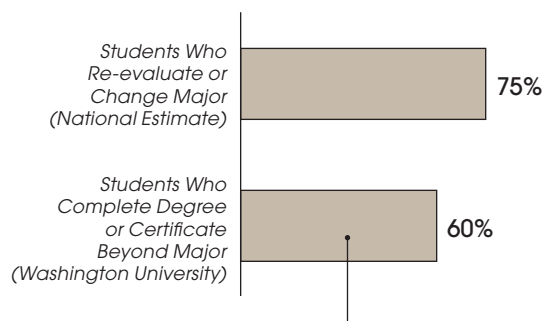 Students Who
Re-evaluate or
Change Major
(National Estimate)
75%
Students Who
Complete Degree
or Certificate
Beyond Major
(Washington University)
60%